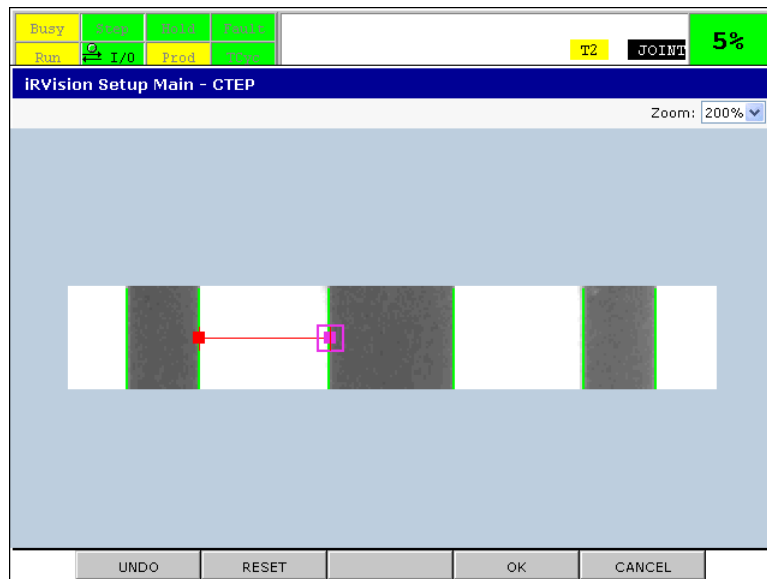 Busy Step Hold Fault
Run I/O Prod TCyc
T2 JOINT 5%
iRVision Setup Main - CTEP
Zoom: 200%
UNDO RESET OK CANCEL